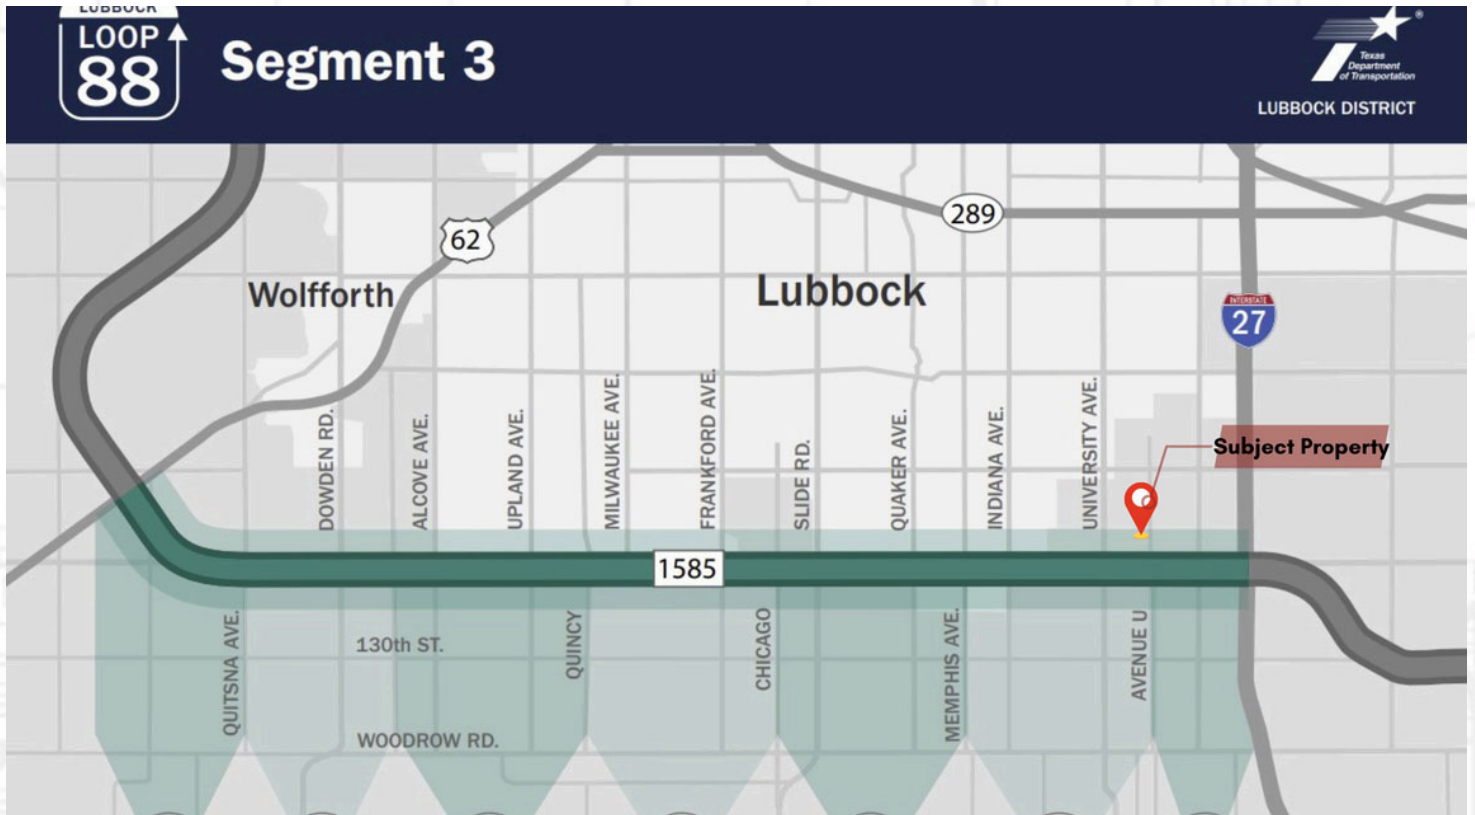 LUBBOCK
LOOP
88
Segment 3
®
Texas
Department
of Transportation
LUBBOCK DISTRICT
289
62
Wolfforth
Lubbock
INTERSTATE
27
DOWDEN RD.
ALCOVE AVE.
UPLAND AVE.
MILWAUKEE AVE.
FRANKFORD AVE.
SLIDE RD.
QUAKER AVE.
INDIANA AVE.
UNIVERSITY AVE.
Subject Property
1585
QUITSNA AVE.
130th ST.
QUINCY
CHICAGO
MEMPHIS AVE.
AVENUE U
WOODROW RD.